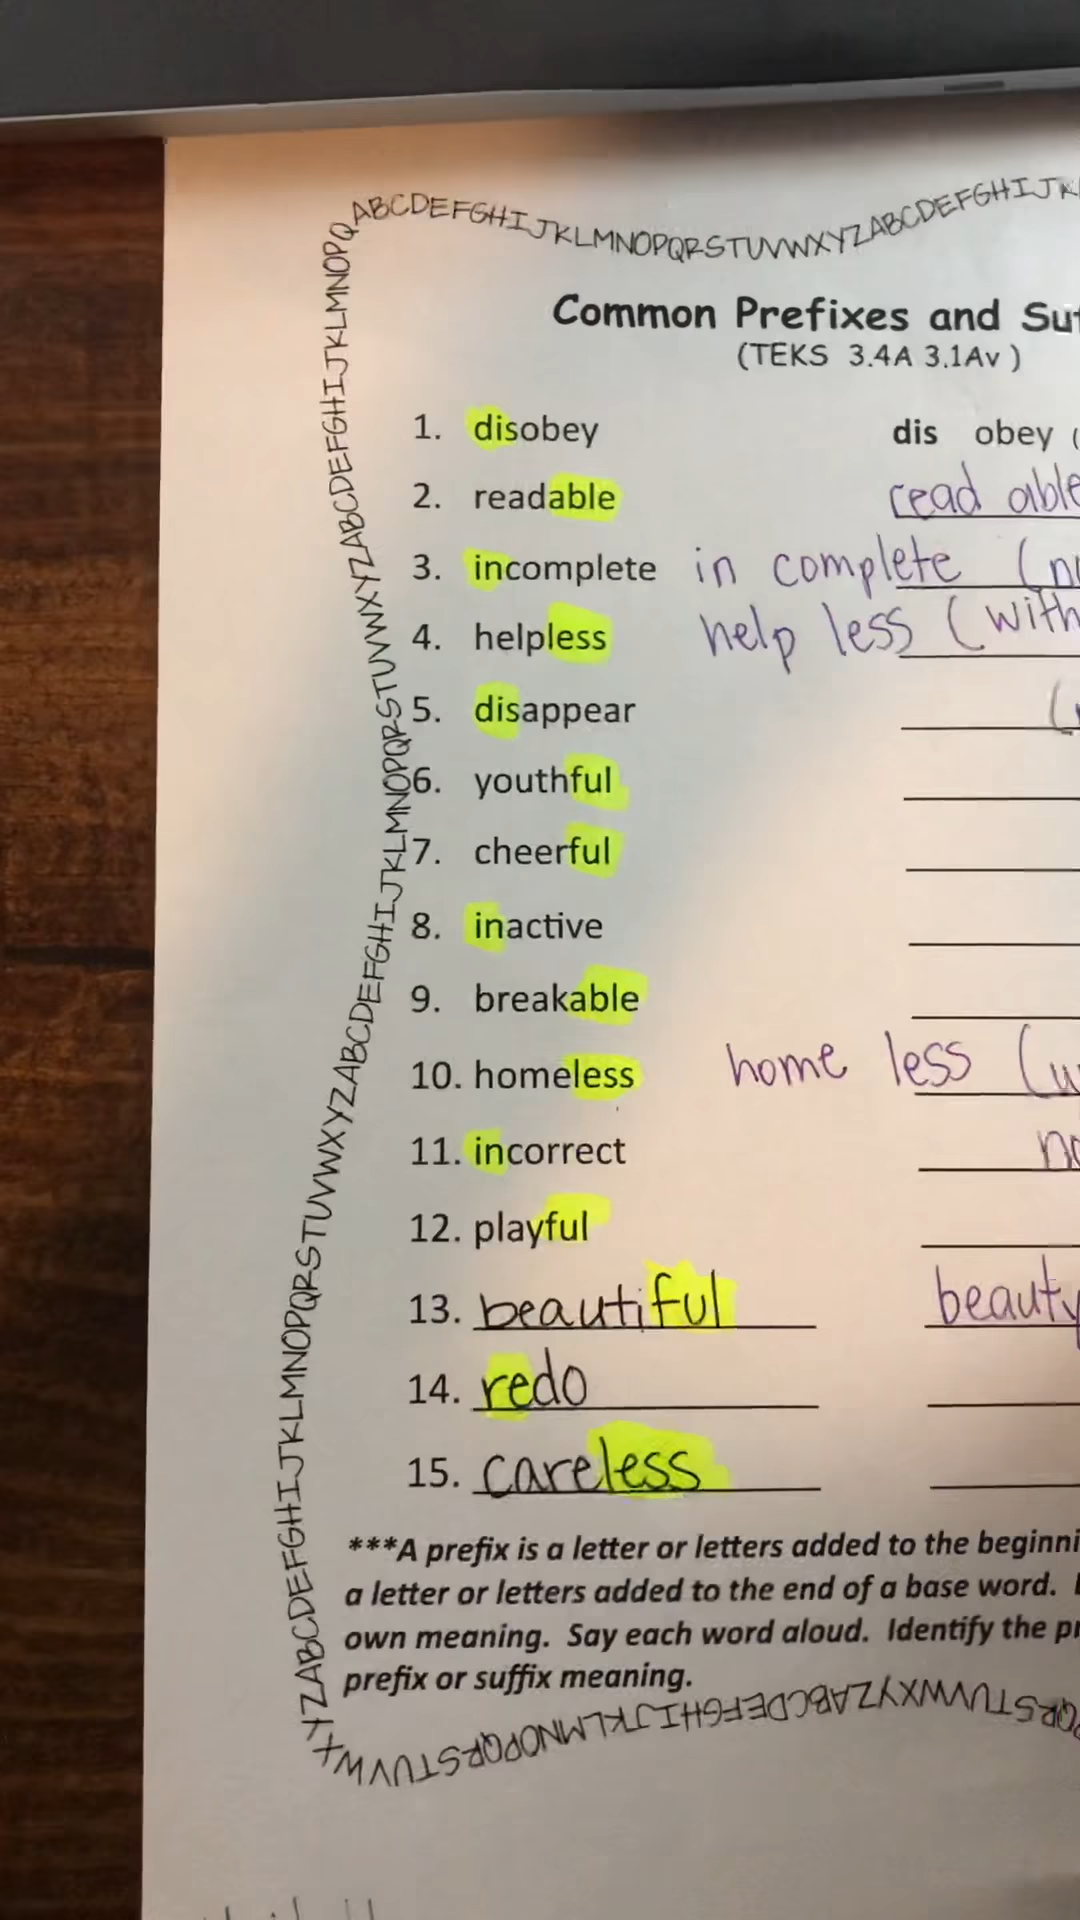 ABCDEFGHIJKLMNOPQRSTUVWXYZABCDEFGHIJK
Common Prefixes and Suf
(TEKS 3.4A 3.1Av )
1. disobey dis obey (
2. readable read able
3. incomplete in complete (n
4. helpless help less (with
5. disappear (
6. youthful
7. cheerful
8. inactive
9. breakable
10. homeless home less (w
11. incorrect no
12. playful
13. beautiful beauty
14. redo
15. careless
***A prefix is a letter or letters added to the beginni
a letter or letters added to the end of a base word.
own meaning. Say each word aloud. Identify the pr
prefix or suffix meaning.